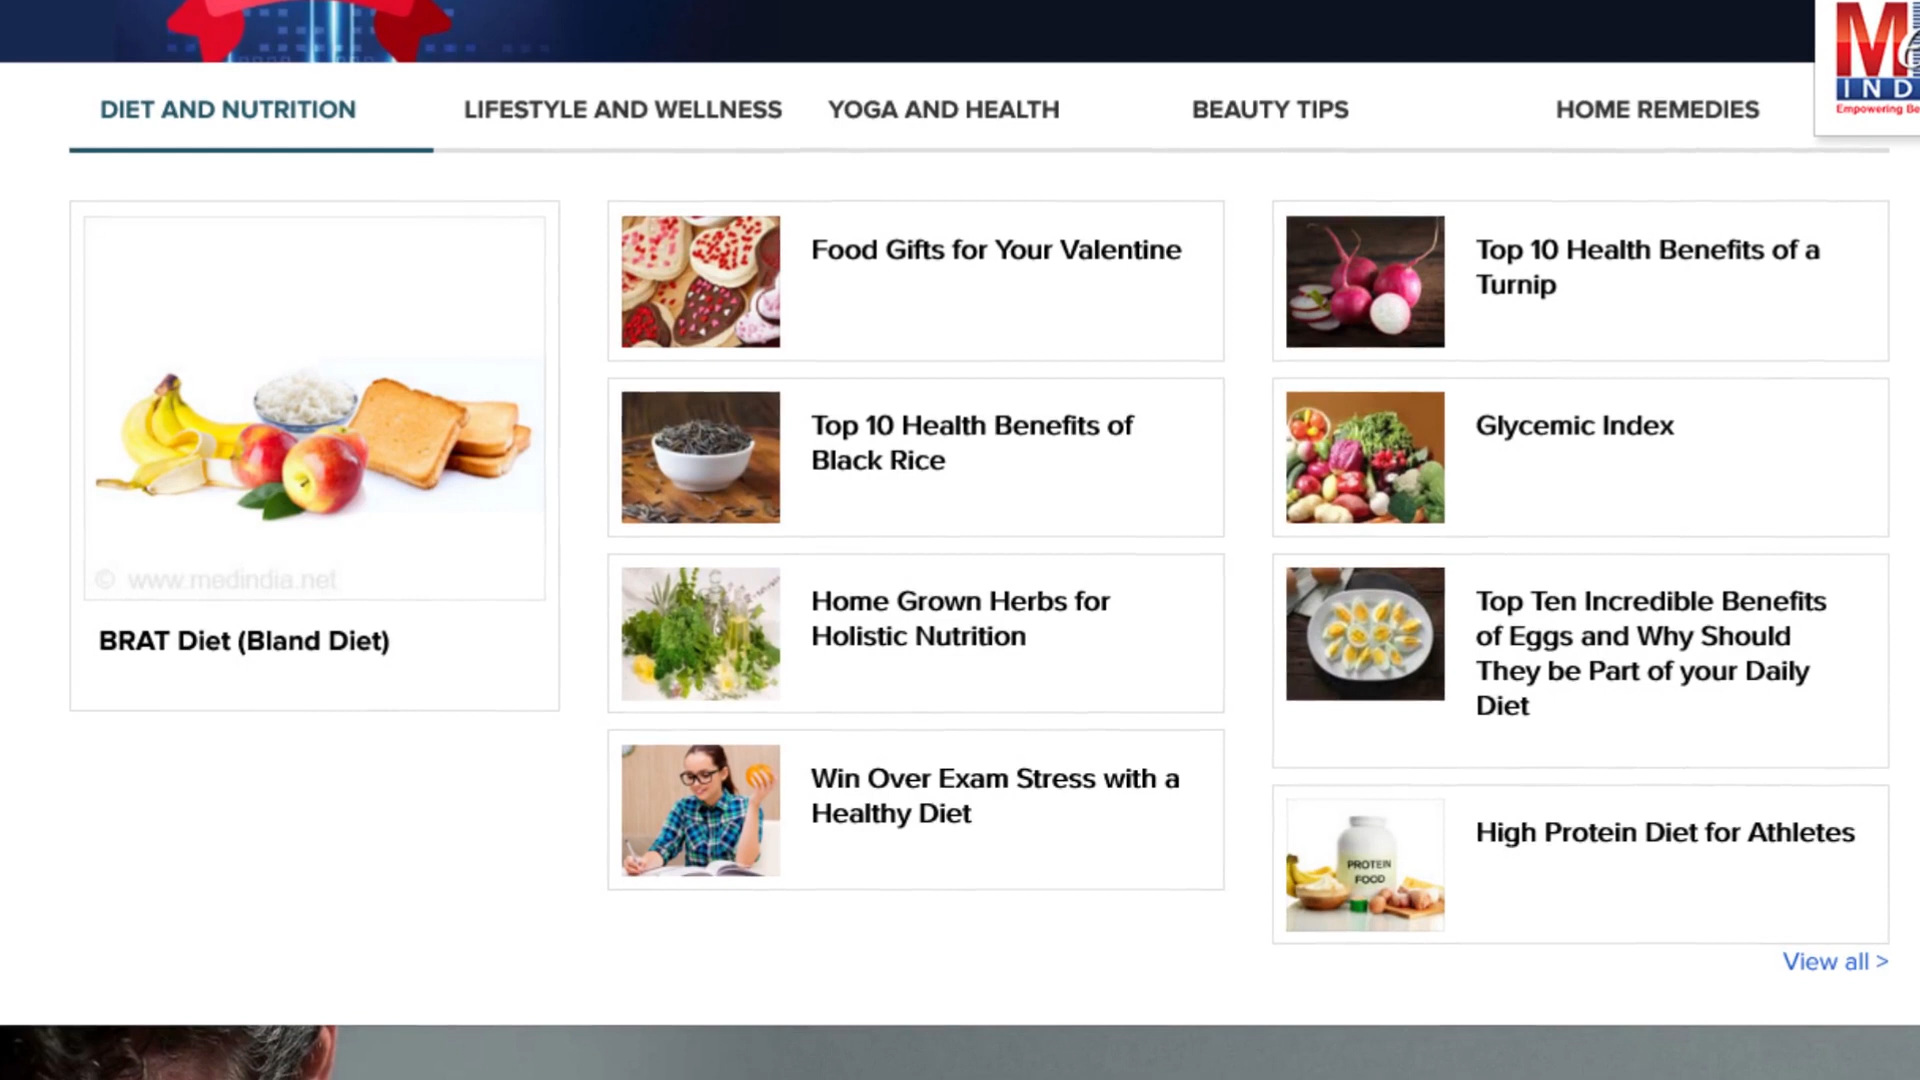 DIET AND NUTRITION
LIFESTYLE AND WELLNESS
YOGA AND HEALTH
BEAUTY TIPS
HOME REMEDIES
IND
Empowering
© www.medindia.net
BRAT Diet (Bland Diet)
Food Gifts for Your Valentine
Top 10 Health Benefits of
Black Rice
Home Grown Herbs for
Holistic Nutrition
Win Over Exam Stress with a
Healthy Diet
Top 10 Health Benefits of a
Turnip
Glycemic Index
Top Ten Incredible Benefits
of Eggs and Why Should
They be Part of your Daily
Diet
PROTEIN
FOOD
High Protein Diet for Athletes
View all >